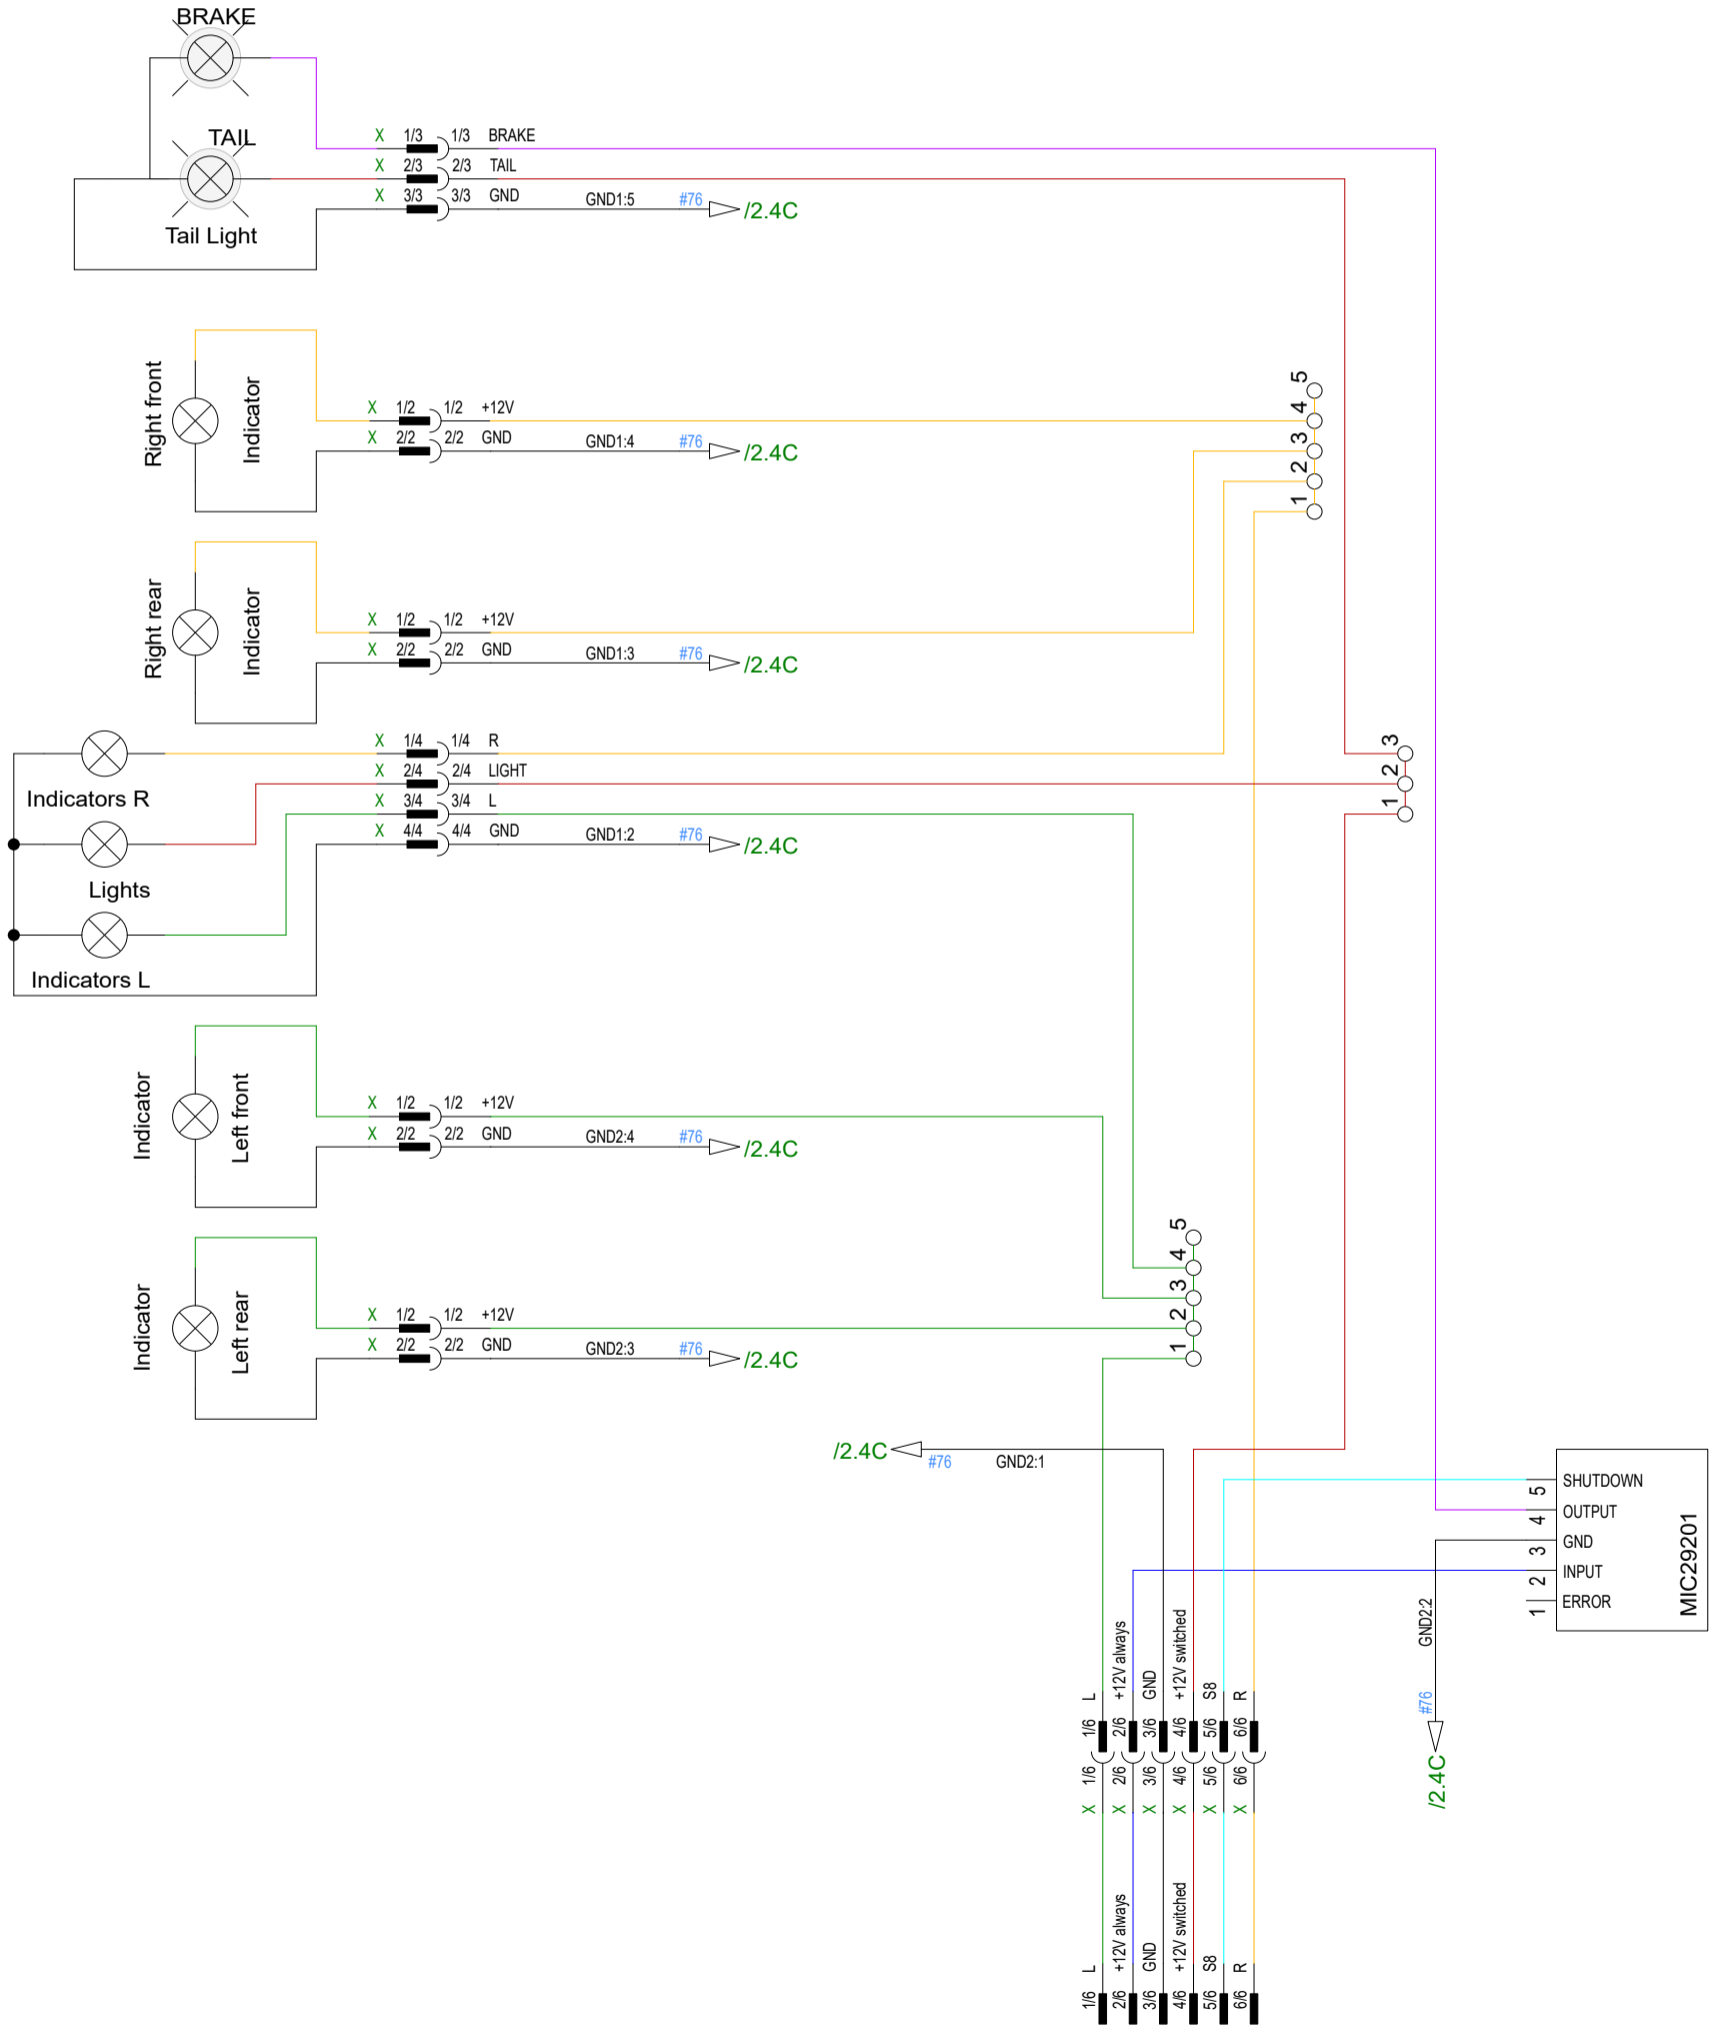 BRAKE
TAIL
Tail Light
X 1/3 1/3 BRAKE
X 2/3 2/3 TAIL
X 3/3 3/3 GND GND1:5 #76 /2.4C
Right front
Indicator
X 1/2 1/2 +12V
X 2/2 2/2 GND GND1:4 #76 /2.4C
5
4
3
2
1
Right rear
Indicator
X 1/2 1/2 +12V
X 2/2 2/2 GND GND1:3 #76 /2.4C
Indicators R
Lights
Indicators L
X 1/4 1/4 R
X 2/4 2/4 LIGHT
X 3/4 3/4 L
X 4/4 4/4 GND GND1:2 #76 /2.4C
3
2
1
Indicator
Left front
X 1/2 1/2 +12V
X 2/2 2/2 GND GND2:4 #76 /2.4C
Indicator
Left rear
X 1/2 1/2 +12V
X 2/2 2/2 GND GND2:3 #76 /2.4C
5
4
3
2
1
/2.4C #76 GND2:1
5 SHUTDOWN
4 OUTPUT
3 GND
2 INPUT
1 ERROR
MIC29201
GND2:2 #76 /2.4C
1/6 L
2/6 +12V always
3/6 GND
4/6 +12V switched
5/6 S8
6/6 R
X 1/6
X 2/6
X 3/6
X 4/6
X 5/6
X 6/6
1/6 L
2/6 +12V always
3/6 GND
4/6 +12V switched
5/6 S8
6/6 R